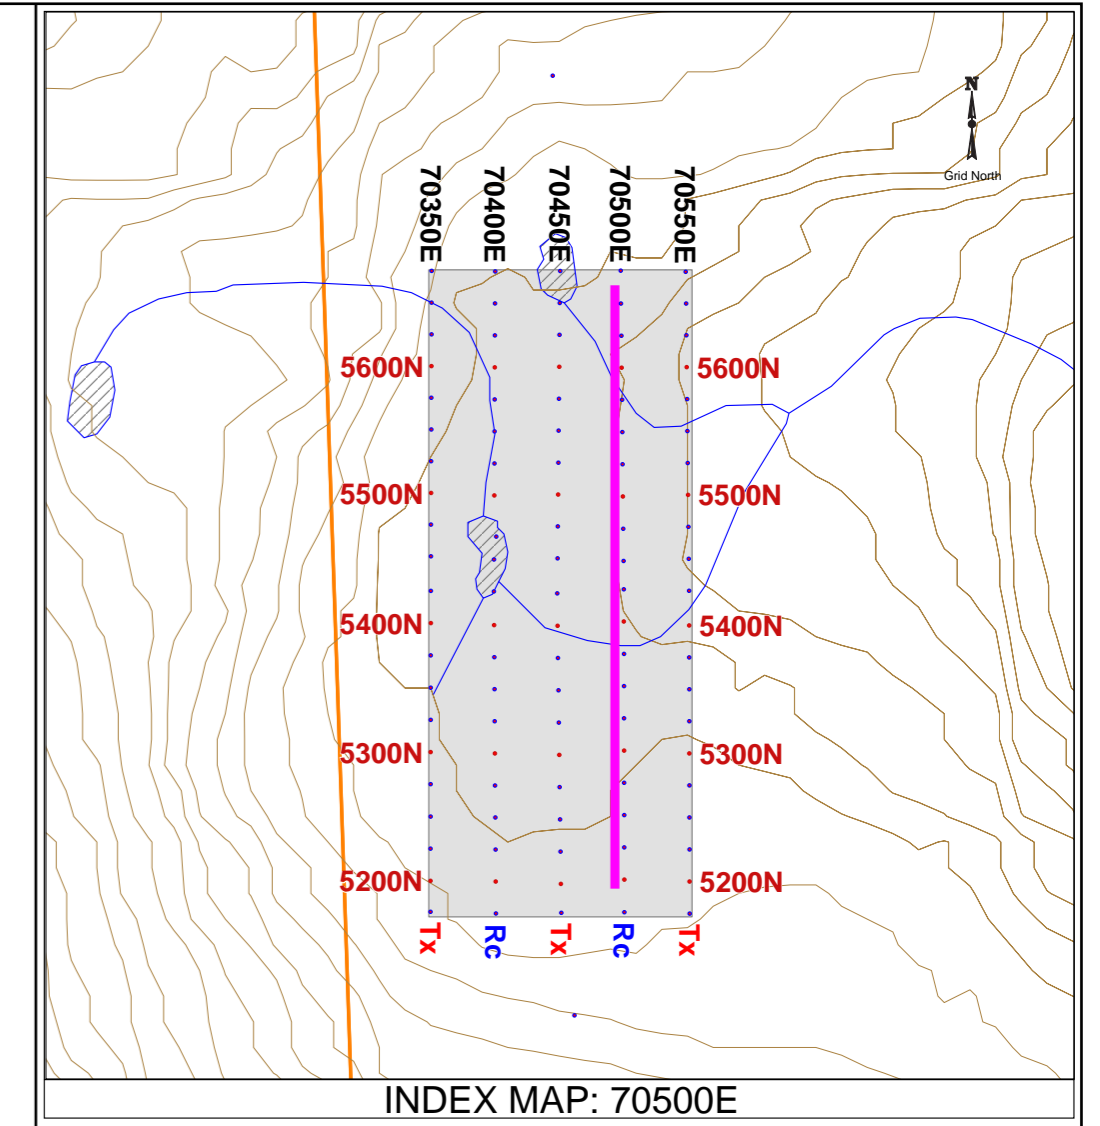 N
Grid North
70350E
70400E
70450E
70500E
70550E
5600N
5600N
5500N
5500N
5400N
5400N
5300N
5300N
5200N
5200N
Tx
Rc
Tx
Rc
Tx
INDEX MAP: 70500E